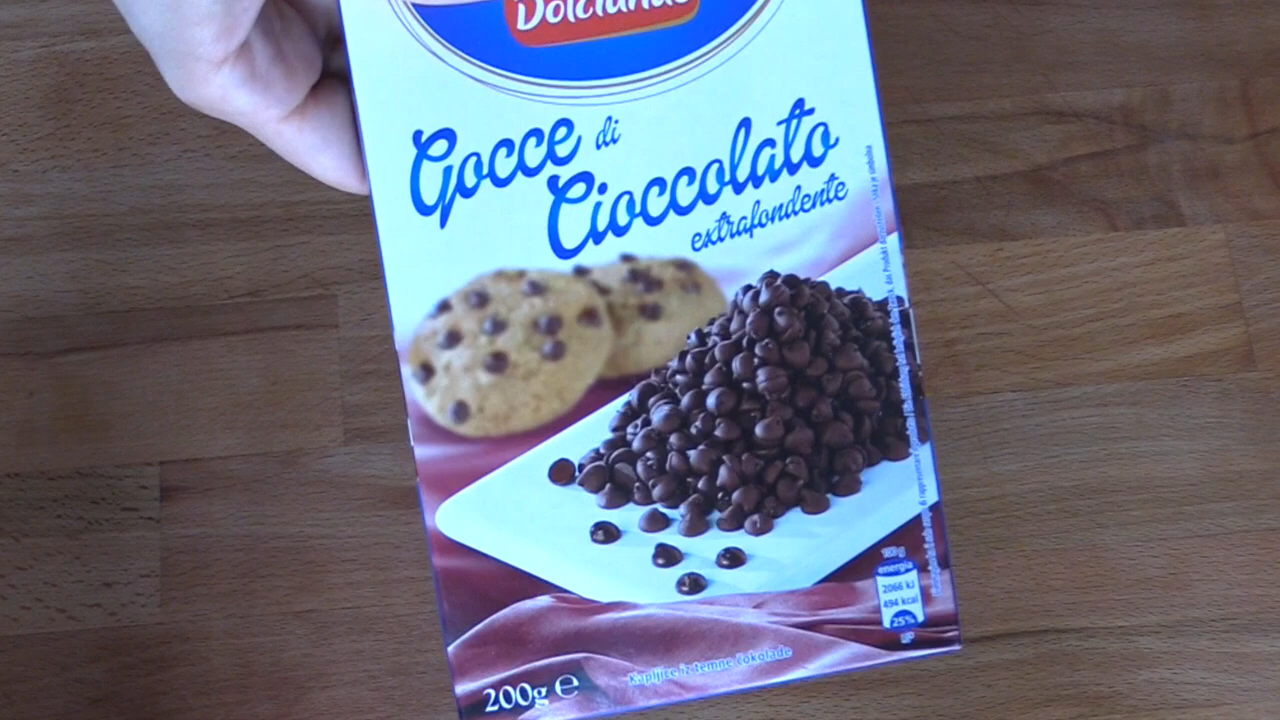 Dolciando
Gocce di
Cioccolato
extrafondente
100g
energia
2066 kJ
494 kcal
25%
Kapljice iz temne čokolade
200g ℮